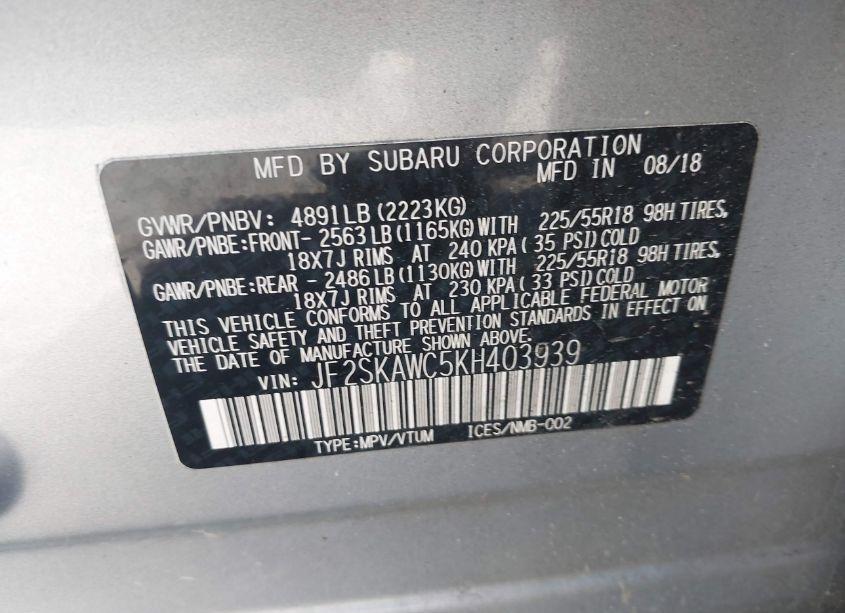 MFD BY SUBARU CORPORATION
MFD IN 08/18
GVWR/PNBV: 4891LB (2223KG)
GAWR/PNBE:FRONT- 2563 LB (1165KG) WITH 225/55R18 98H TIRES,
18X7J RIMS AT 240 KPA ( 35 PSI) COLD
GAWR/PNBE:REAR - 2486 LB (1130KG) WITH 225/55R18 98H TIRES,
18X7J RIMS AT 230 KPA ( 33 PSI) COLD
THIS VEHICLE CONFORMS TO ALL APPLICABLE FEDERAL MOTOR
VEHICLE SAFETY AND THEFT PREVENTION STANDARDS IN EFFECT ON
THE DATE OF MANUFACTURE SHOWN ABOVE.
VIN: JF2SKAWC5KH403939
TYPE:MPV/VTUM ICES/NMB-002